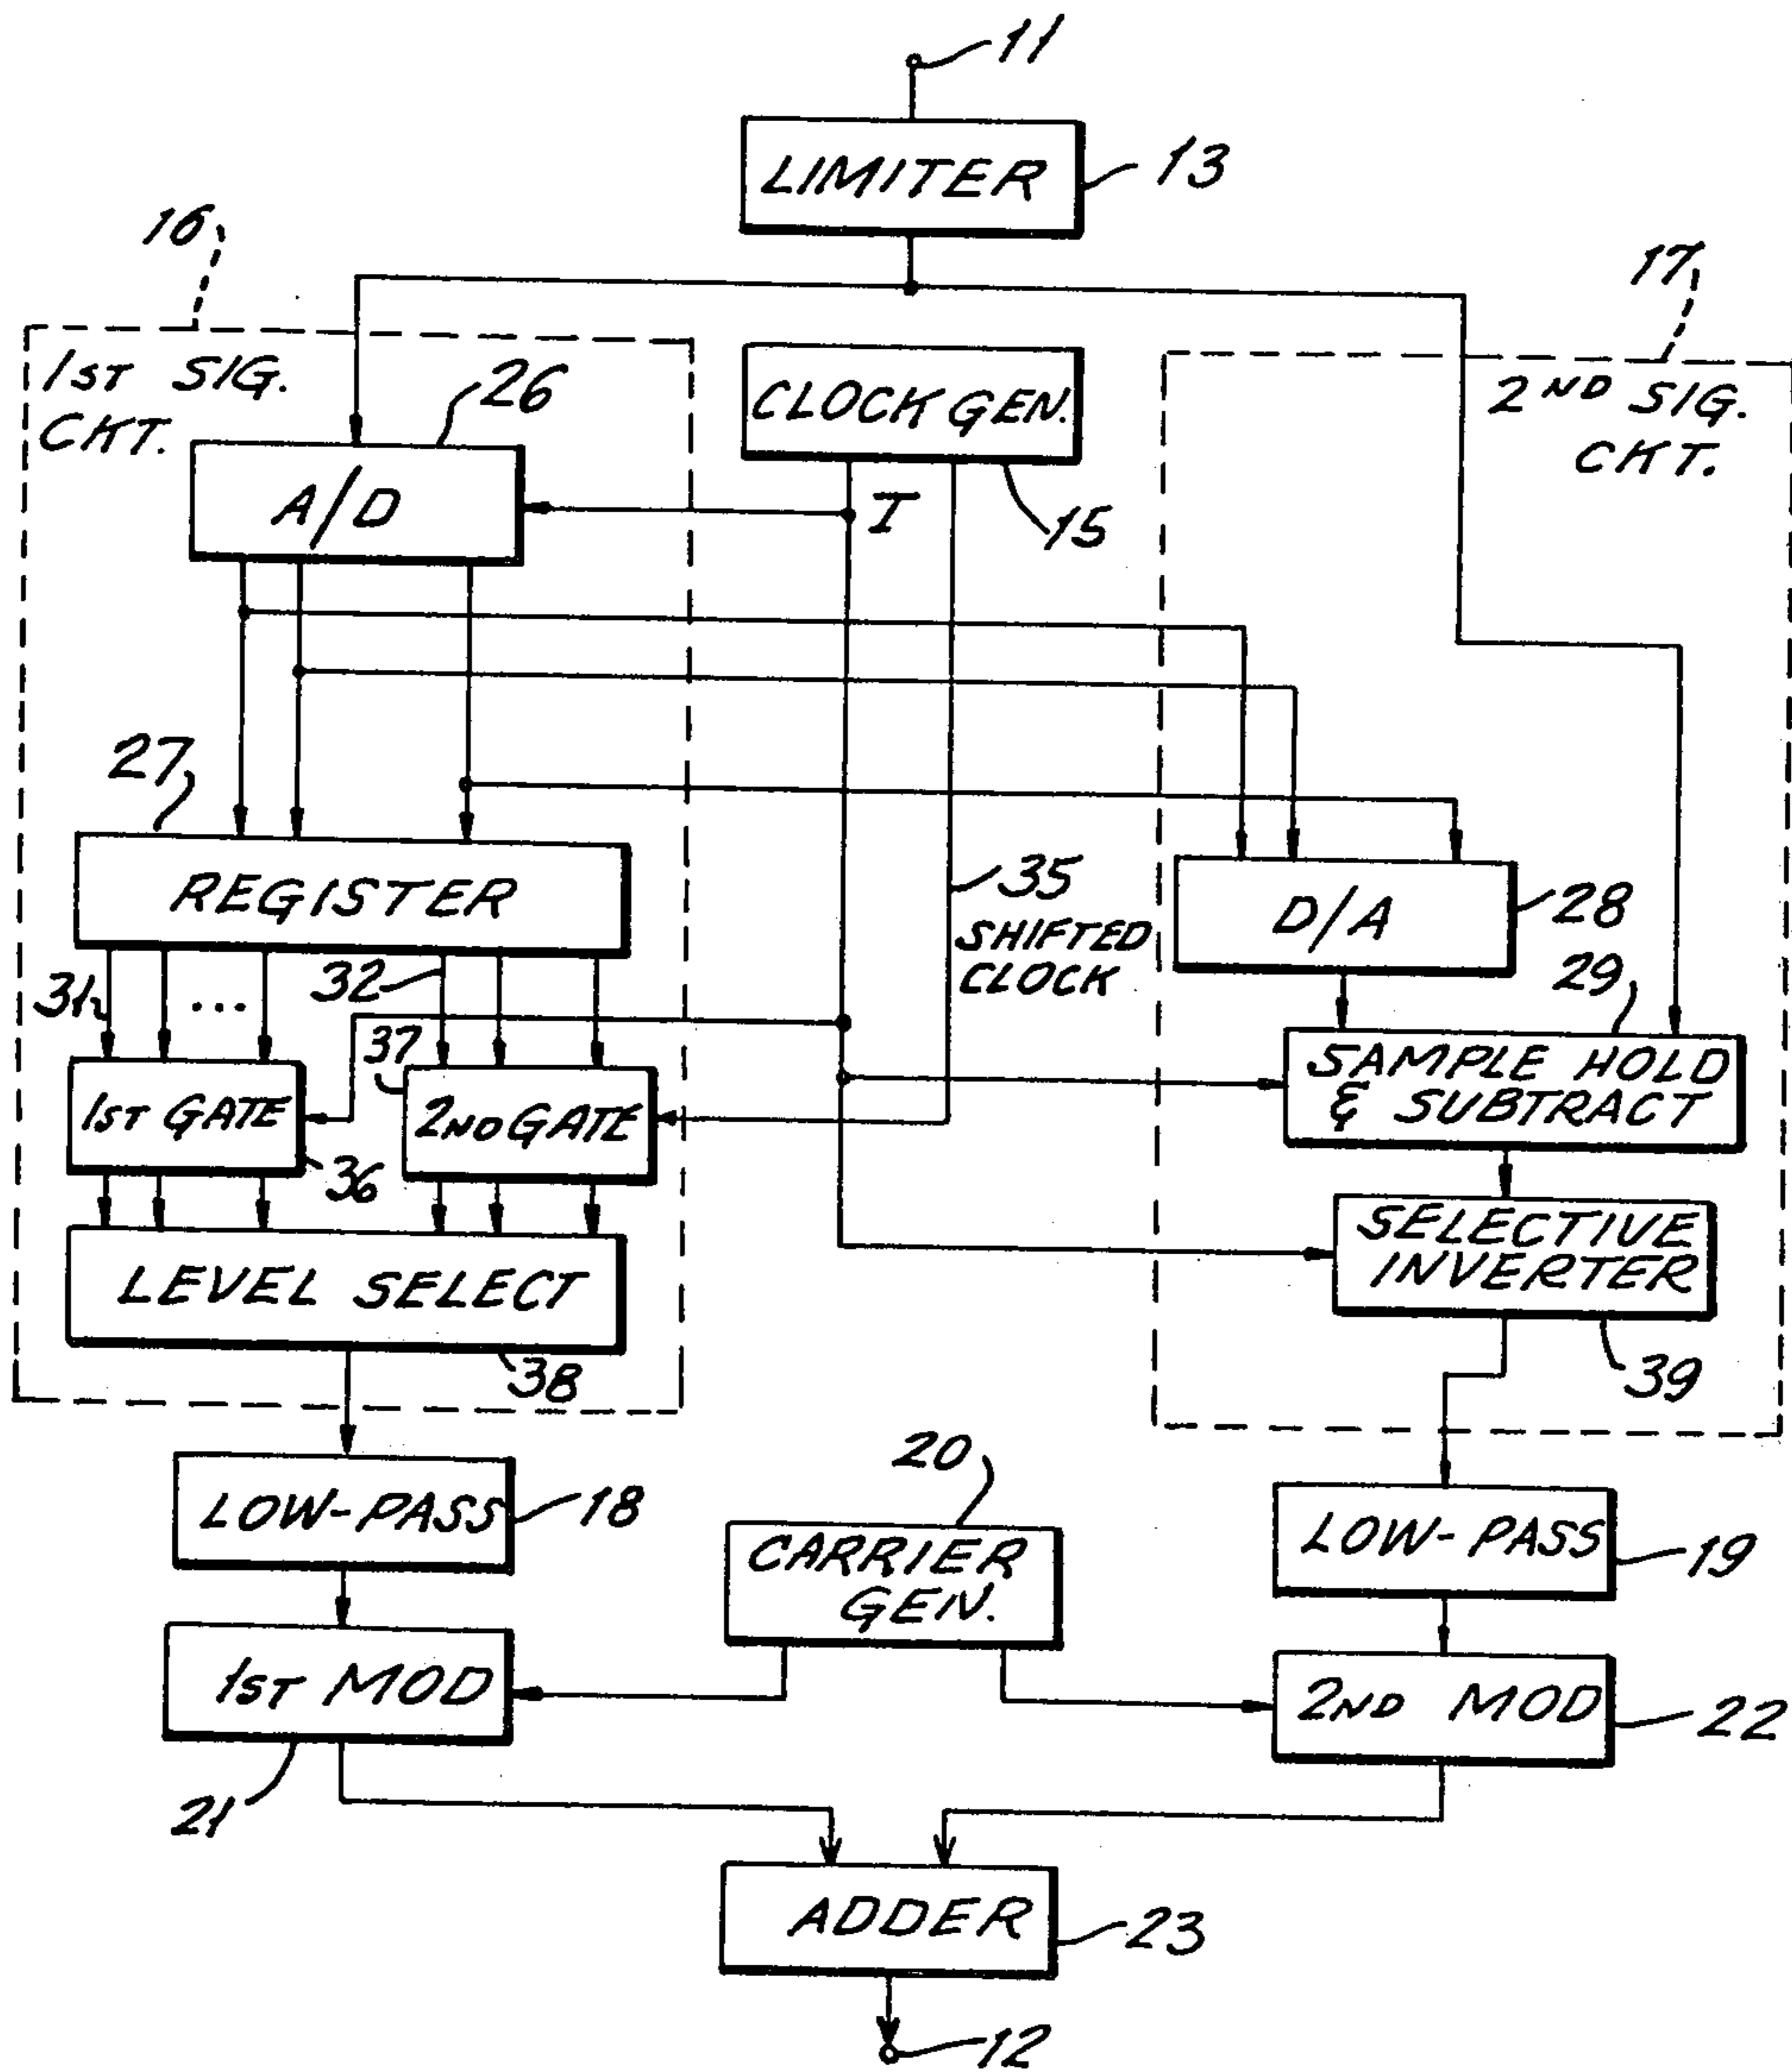 11
LIMITER
13
16
17
1ST SIG.
CKT.
26
CLOCK GEN.
2ND SIG.
CKT.
A/D
T
15
27
REGISTER
35
SHIFTED
CLOCK
D/A
28
31
...
32
29
37
1ST GATE
2ND GATE
SAMPLE HOLD
& SUBTRACT
36
SELECTIVE
INVERTER
LEVEL SELECT
38
39
20
LOW-PASS
18
CARRIER
GEN.
LOW-PASS
19
1ST MOD
2ND MOD
22
21
ADDER
23
12